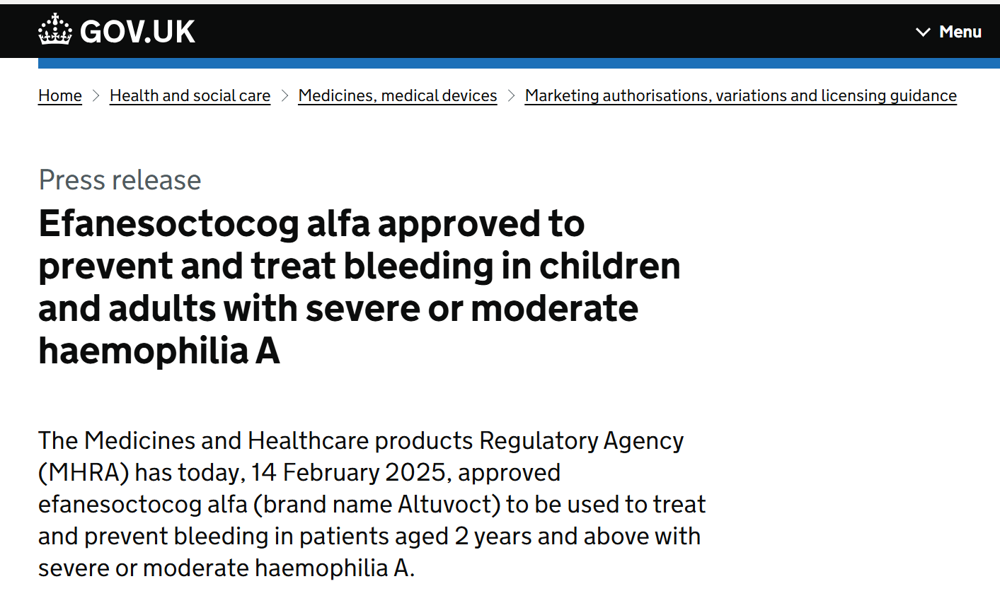 GOV.UK
Menu
Home > Health and social care > Medicines, medical devices > Marketing authorisations, variations and licensing guidance
Press release
Efanesoctocog alfa approved to
prevent and treat bleeding in children
and adults with severe or moderate
haemophilia A
The Medicines and Healthcare products Regulatory Agency
(MHRA) has today, 14 February 2025, approved
efanesoctocog alfa (brand name Altuvoct) to be used to treat
and prevent bleeding in patients aged 2 years and above with
severe or moderate haemophilia A.